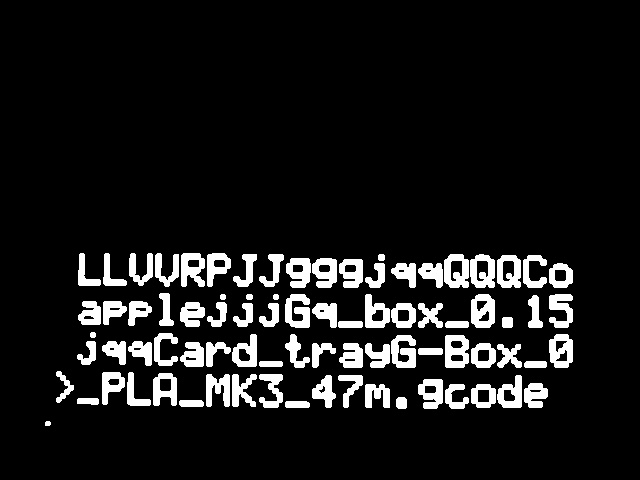 LLVVRPJJgggjqqQQQCo
applejjjGq_box_0.15
jqqCard_trayG-Box_0
>_PLA_MK3_47m.gcode